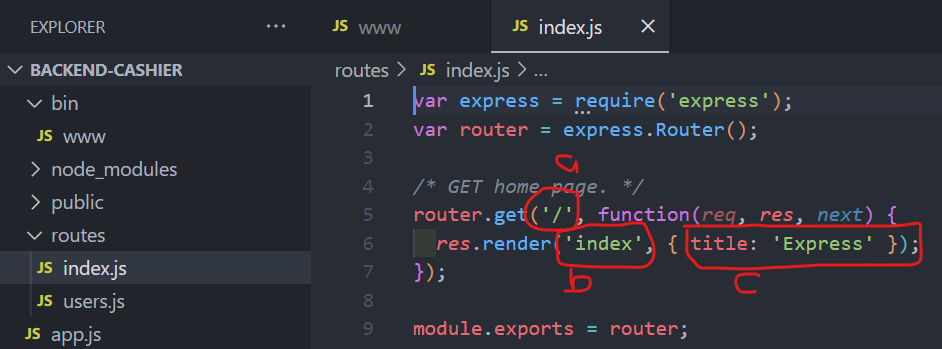 EXPLORER ...
BACKEND-CASHIER
bin
JS www
node_modules
public
routes
JS index.js
JS users.js
JS app.js
JS www
JS index.js ×
routes > JS index.js > ...
1 var express = require('express');
2 var router = express.Router();
3
a
4 /* GET home page. */
5 router.get('/', function(req, res, next) {
6 res.render('index', { title: 'Express' });
7 });
b c
8
9 module.exports = router;